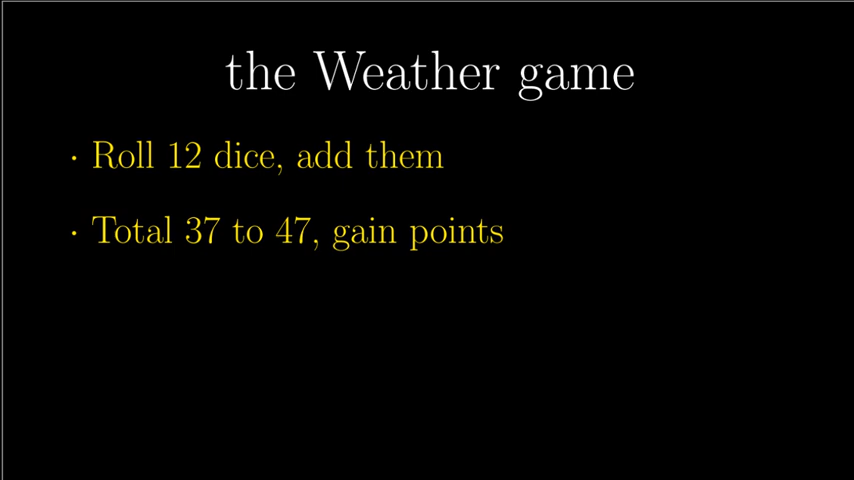 the Weather game
· Roll 12 dice, add them
· Total 37 to 47, gain points